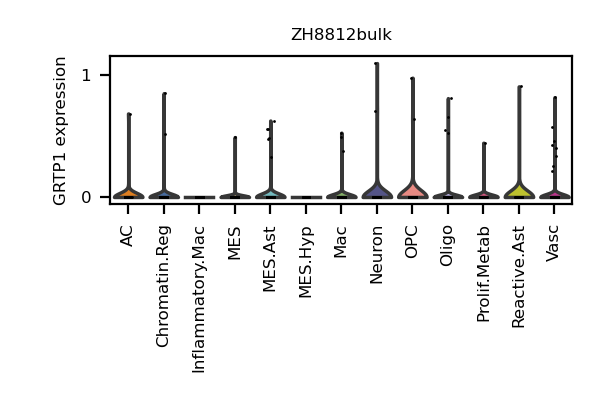 ZH8812bulk
GRTP1 expression
1
0
AC
Chromatin.Reg
Inflammatory.Mac
MES
MES.Ast
MES.Hyp
Mac
Neuron
OPC
Oligo
Prolif.Metab
Reactive.Ast
Vasc